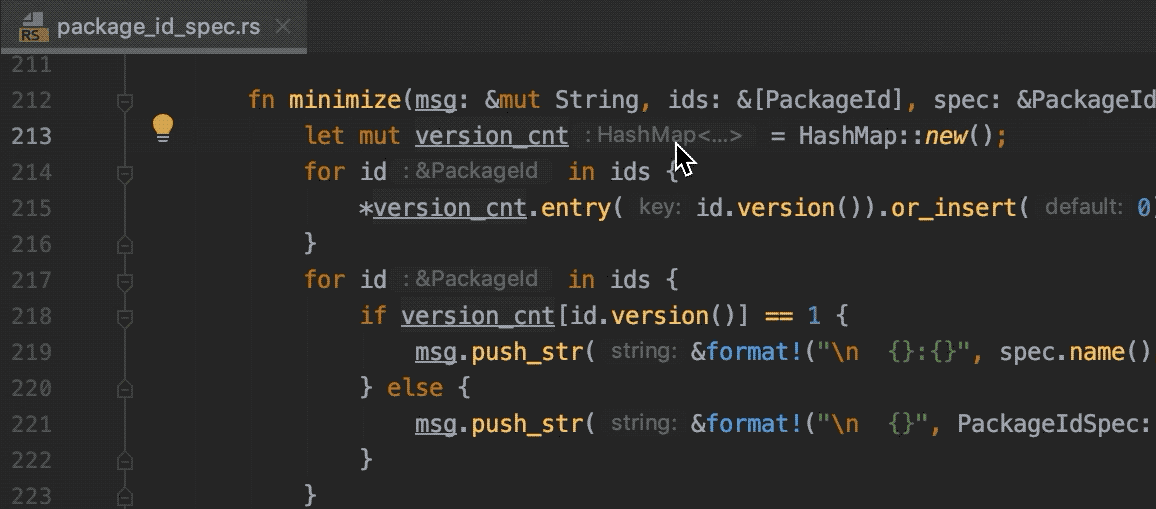 package_id_spec.rs
RS
211
212 fn minimize(msg: &mut String, ids: &[PackageId], spec: &PackageId
213 let mut version_cnt : HashMap<...> = HashMap::new();
214 for id : &PackageId in ids {
215 *version_cnt.entry( key: id.version()).or_insert( default: 0)
216 }
217 for id : &PackageId in ids {
218 if version_cnt[id.version()] == 1 {
219 msg.push_str( string: &format!("\n  {}:{}", spec.name()
220 } else {
221 msg.push_str( string: &format!("\n  {}", PackageIdSpec:
222 }
223 }